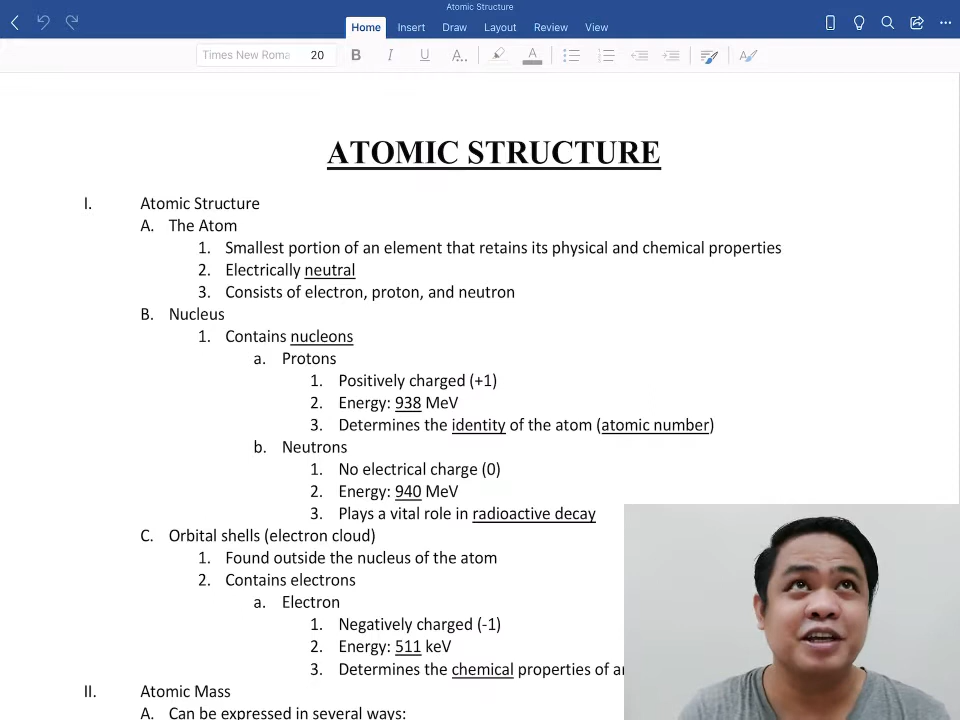 Atomic Structure
Home Insert Draw Layout Review View
Times New Roma 20 B I U A...
ATOMIC STRUCTURE
I. Atomic Structure
A. The Atom
1. Smallest portion of an element that retains its physical and chemical properties
2. Electrically neutral
3. Consists of electron, proton, and neutron
B. Nucleus
1. Contains nucleons
a. Protons
1. Positively charged (+1)
2. Energy: 938 MeV
3. Determines the identity of the atom (atomic number)
b. Neutrons
1. No electrical charge (0)
2. Energy: 940 MeV
3. Plays a vital role in radioactive decay
C. Orbital shells (electron cloud)
1. Found outside the nucleus of the atom
2. Contains electrons
a. Electron
1. Negatively charged (-1)
2. Energy: 511 keV
3. Determines the chemical properties of
II. Atomic Mass
A. Can be expressed in several ways: